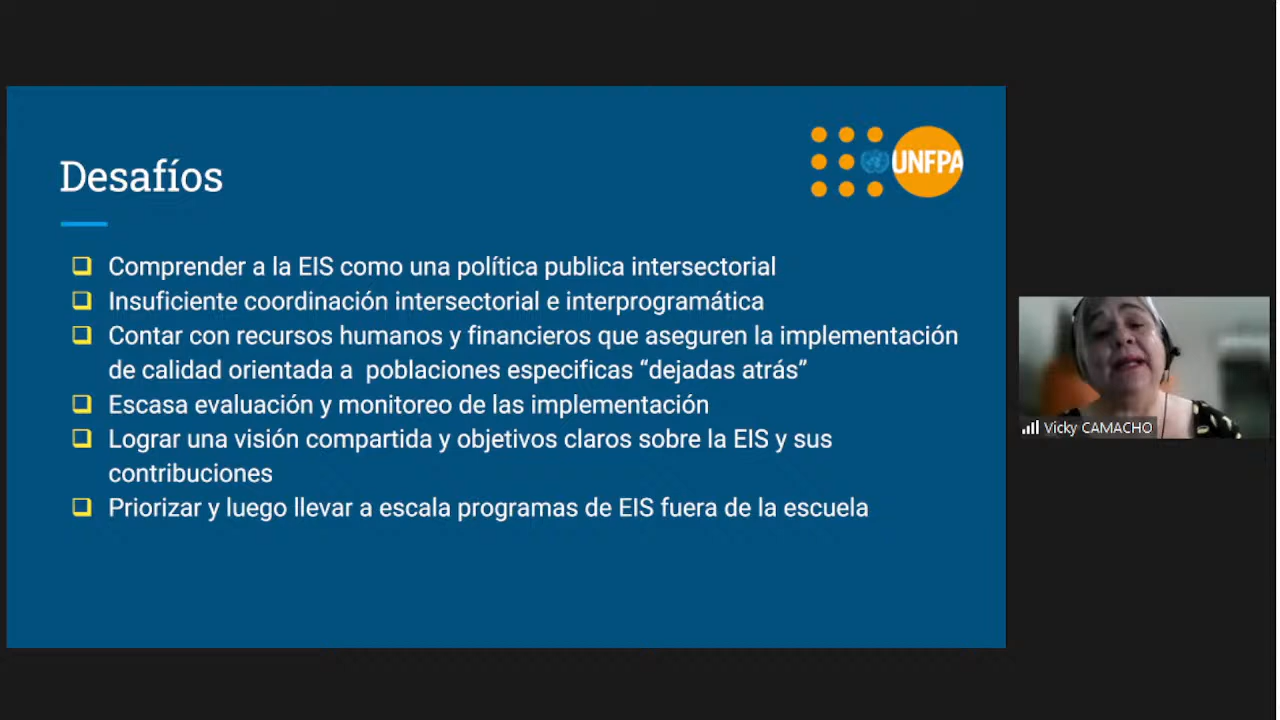 UNFPA
Desafíos
❑ Comprender a la EIS como una política publica intersectorial
❑ Insuficiente coordinación intersectorial e interprogramática
❑ Contar con recursos humanos y financieros que aseguren la implementación
de calidad orientada a poblaciones especificas “dejadas atrás”
❑ Escasa evaluación y monitoreo de las implementación
❑ Lograr una visión compartida y objetivos claros sobre la EIS y sus
contribuciones
❑ Priorizar y luego llevar a escala programas de EIS fuera de la escuela
Vicky CAMACHO